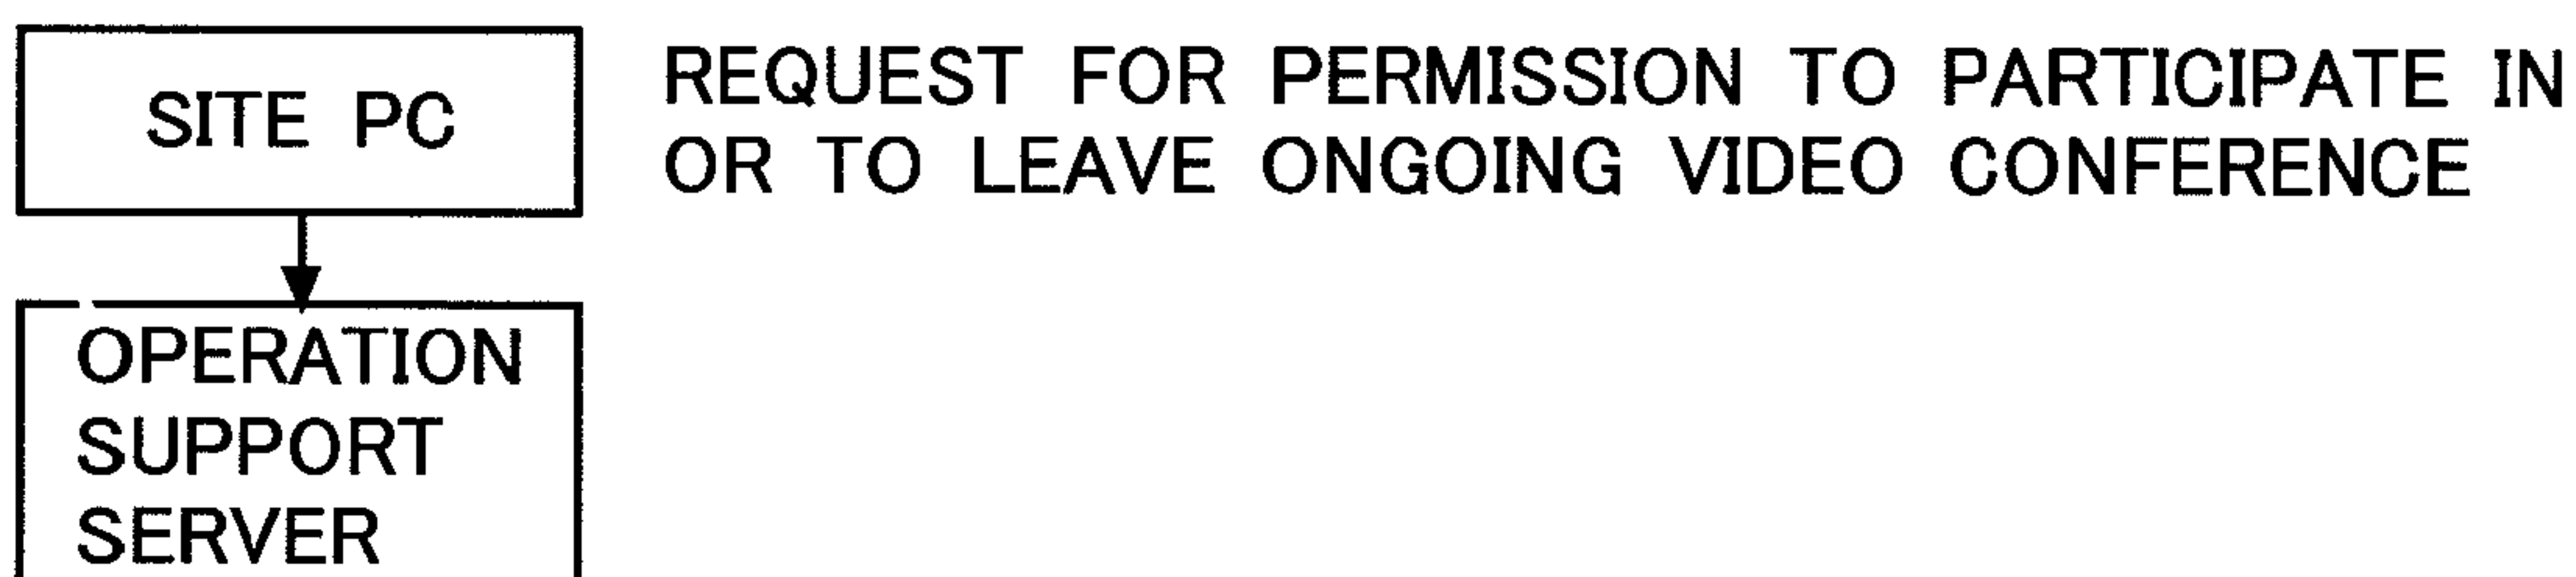 SITE PC
REQUEST FOR PERMISSION TO PARTICIPATE IN
OR TO LEAVE ONGOING VIDEO CONFERENCE
OPERATION
SUPPORT
SERVER